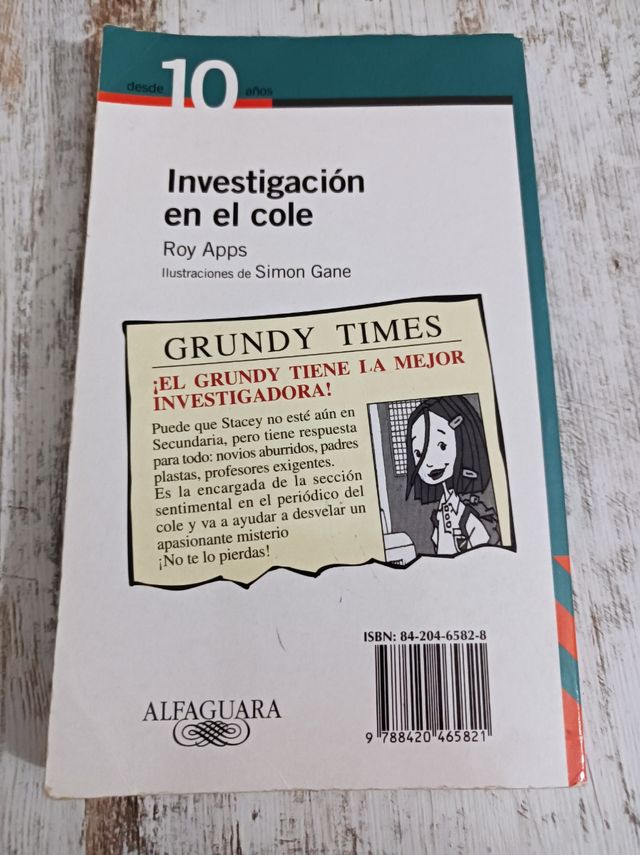 desde 10 años
Investigación
en el cole
Roy Apps
Ilustraciones de Simon Gane
GRUNDY TIMES
¡EL GRUNDY TIENE LA MEJOR
INVESTIGADORA!
Puede que Stacey no esté aún en
Secundaria, pero tiene respuesta
para todo: novios aburridos, padres
plastas, profesores exigentes.
Es la encargada de la sección
sentimental en el periódico del
cole y va a ayudar a desvelar un
apasionante misterio
¡No te lo pierdas!
ISBN: 84-204-6582-8
ALFAGUARA
9 788420 465821